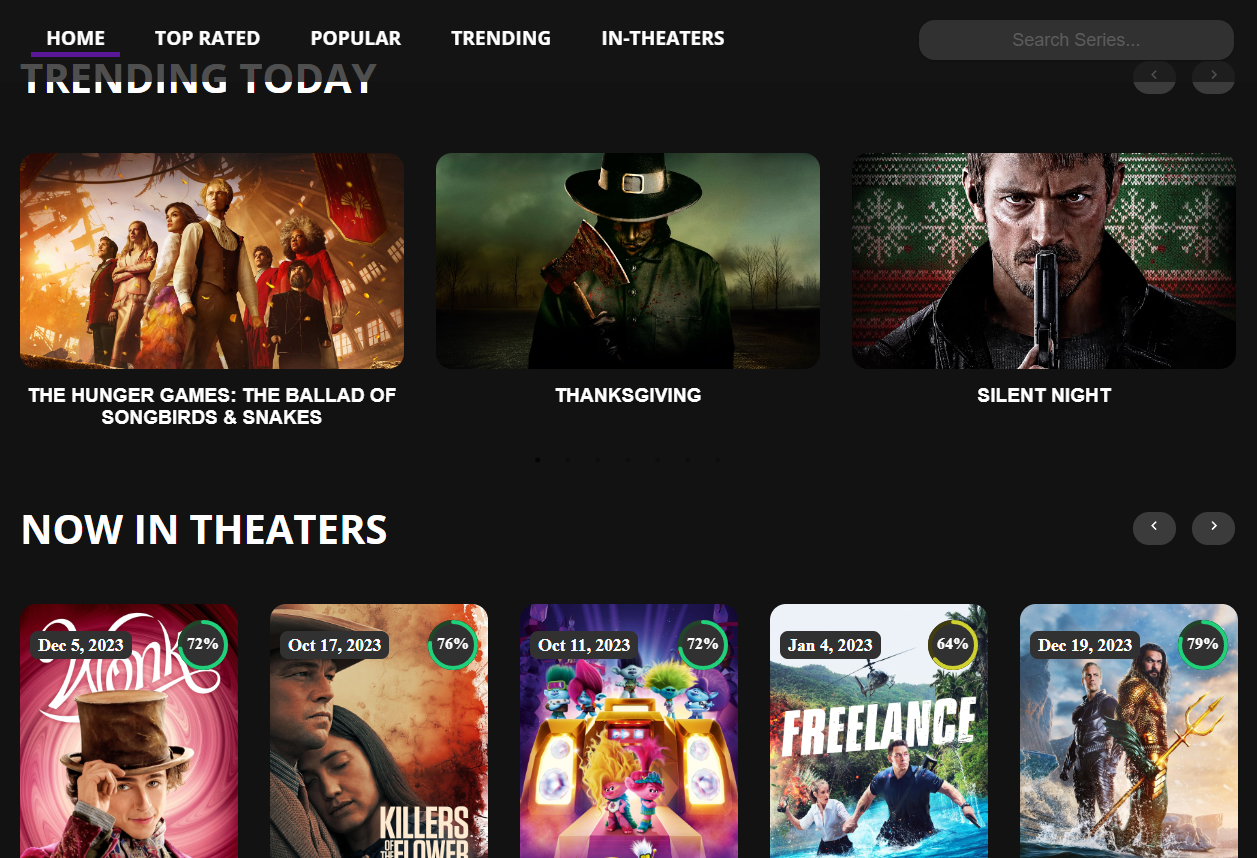 HOME TOP RATED POPULAR TRENDING IN-THEATERS Search Series...
TRENDING TODAY
THE HUNGER GAMES: THE BALLAD OF
SONGBIRDS & SNAKES
THANKSGIVING
SILENT NIGHT
NOW IN THEATERS
Dec 5, 2023 72%
Oct 17, 2023 76%
Oct 11, 2023 72%
Jan 4, 2023 64%
Dec 19, 2023 79%
Wonk
FREELANCE
KILLERS
OF THE FLOWER